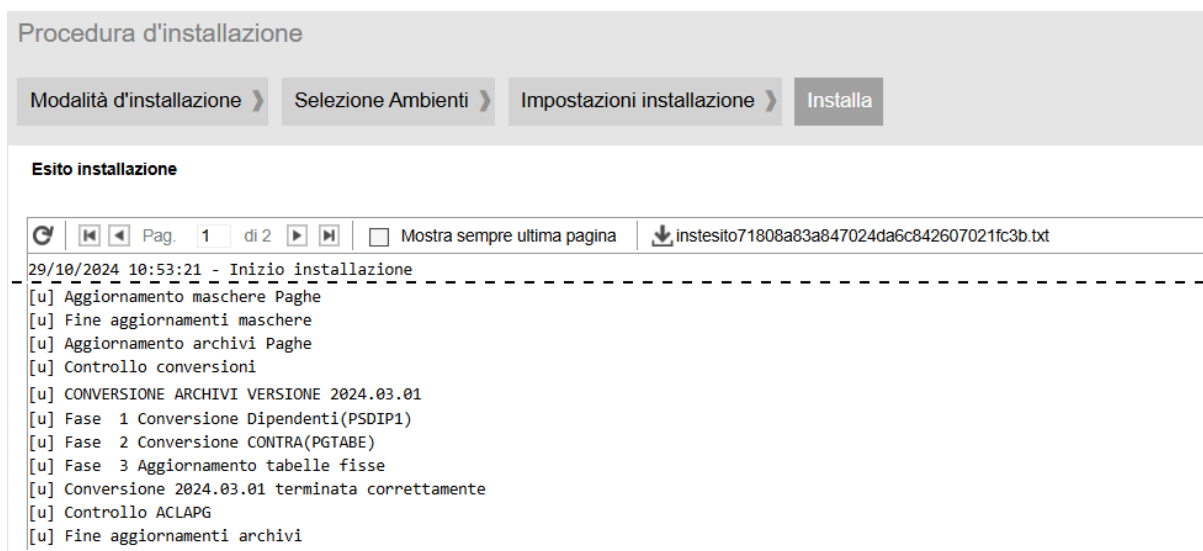 Procedura d'installazione
Modalità d'installazione Selezione Ambienti Impostazioni installazione Installa
Esito installazione
Pag. 1 di 2 Mostra sempre ultima pagina instesito71808a83a847024da6c842607021fc3b.txt
29/10/2024 10:53:21 - Inizio installazione
[u] Aggiornamento maschere Paghe
[u] Fine aggiornamenti maschere
[u] Aggiornamento archivi Paghe
[u] Controllo conversioni
[u] CONVERSIONE ARCHIVI VERSIONE 2024.03.01
[u] Fase  1 Conversione Dipendenti(PSDIP1)
[u] Fase  2 Conversione CONTRA(PGTABE)
[u] Fase  3 Aggiornamento tabelle fisse
[u] Conversione 2024.03.01 terminata correttamente
[u] Controllo ACLAPG
[u] Fine aggiornamenti archivi